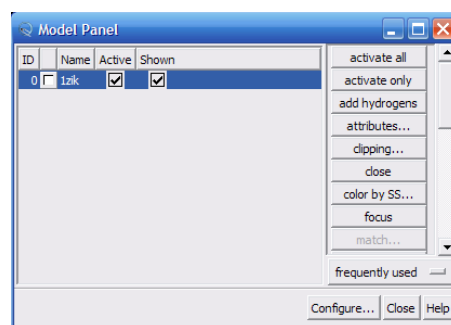 Model Panel
ID Name Active Shown
0 1zik
activate all
activate only
add hydrogens
attributes...
clipping...
close
color by SS...
focus
match...
frequently used
Configure... Close Help